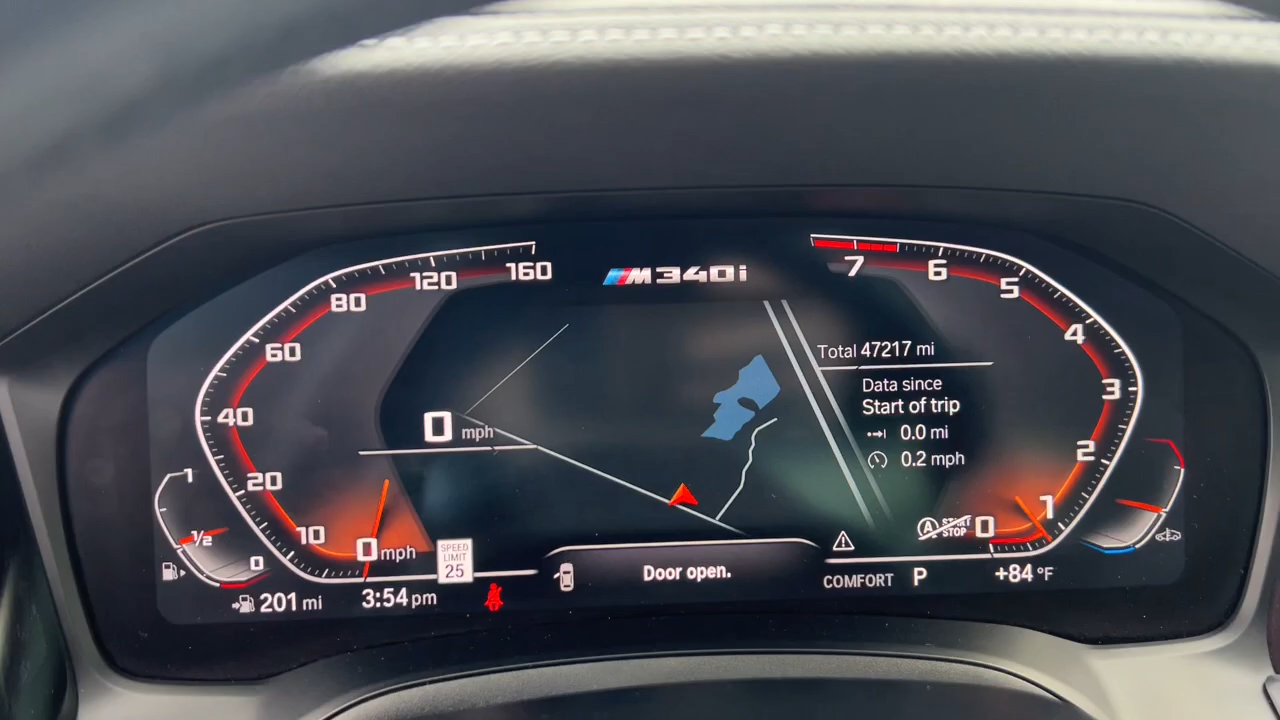 M340i
160
120
80
60
40
20
10
0 mph
0 mph
7
6
5
4
3
2
1
0
Total 47217 mi
Data since
Start of trip
0.0 mi
0.2 mph
1
1/2
0
SPEED
LIMIT
25
A START
STOP
Door open.
COMFORT P
+84 °F
201 mi
3:54 pm